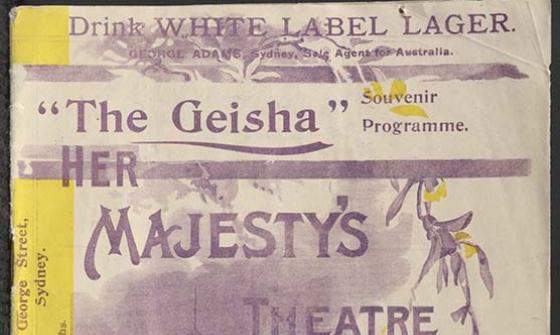 Drink WHITE LABEL LAGER.
GEORGE ADAMS, Sydney, Sole Agent for Australia.
"The Geisha"
Souvenir
Programme.
HER
MAJESTY'S
THEATRE
George Street,
Sydney.